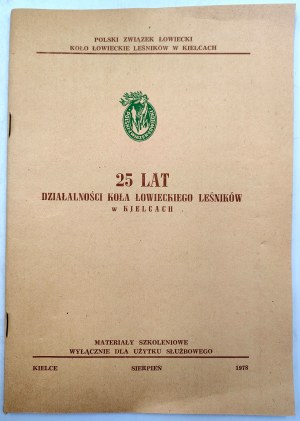 POLSKI ZWIĄZEK ŁOWIECKI
KOŁO ŁOWIECKIE LEŚNIKÓW W KIELCACH
25 LAT
DZIAŁALNOŚCI KOŁA ŁOWIECKIEGO LEŚNIKÓW
w KIELCACH
MATERIAŁY SZKOLENIOWE
WYŁĄCZNIE DLA UŻYTKU SŁUŻBOWEGO
KIELCE SIERPIEŃ 1978